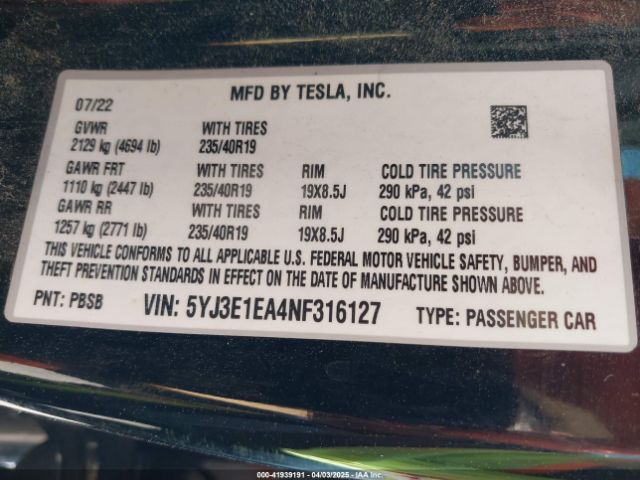 MFD BY TESLA, INC.
07/22
GVWR WITH TIRES
2129 kg (4694 lb) 235/40R19
GAWR FRT WITH TIRES RIM COLD TIRE PRESSURE
1110 kg (2447 lb) 235/40R19 19X8.5J 290 kPa, 42 psi
GAWR RR WITH TIRES RIM COLD TIRE PRESSURE
1257 kg (2771 lb) 235/40R19 19X8.5J 290 kPa, 42 psi
THIS VEHICLE CONFORMS TO ALL APPLICABLE U.S. FEDERAL MOTOR VEHICLE SAFETY, BUMPER, AND
THEFT PREVENTION STANDARDS IN EFFECT ON THE DATE OF MANUFACTURE SHOWN ABOVE.
PNT: PBSB VIN: 5YJ3E1EA4NF316127 TYPE: PASSENGER CAR
000-41939191 - 04/03/2025 - IAA Inc.